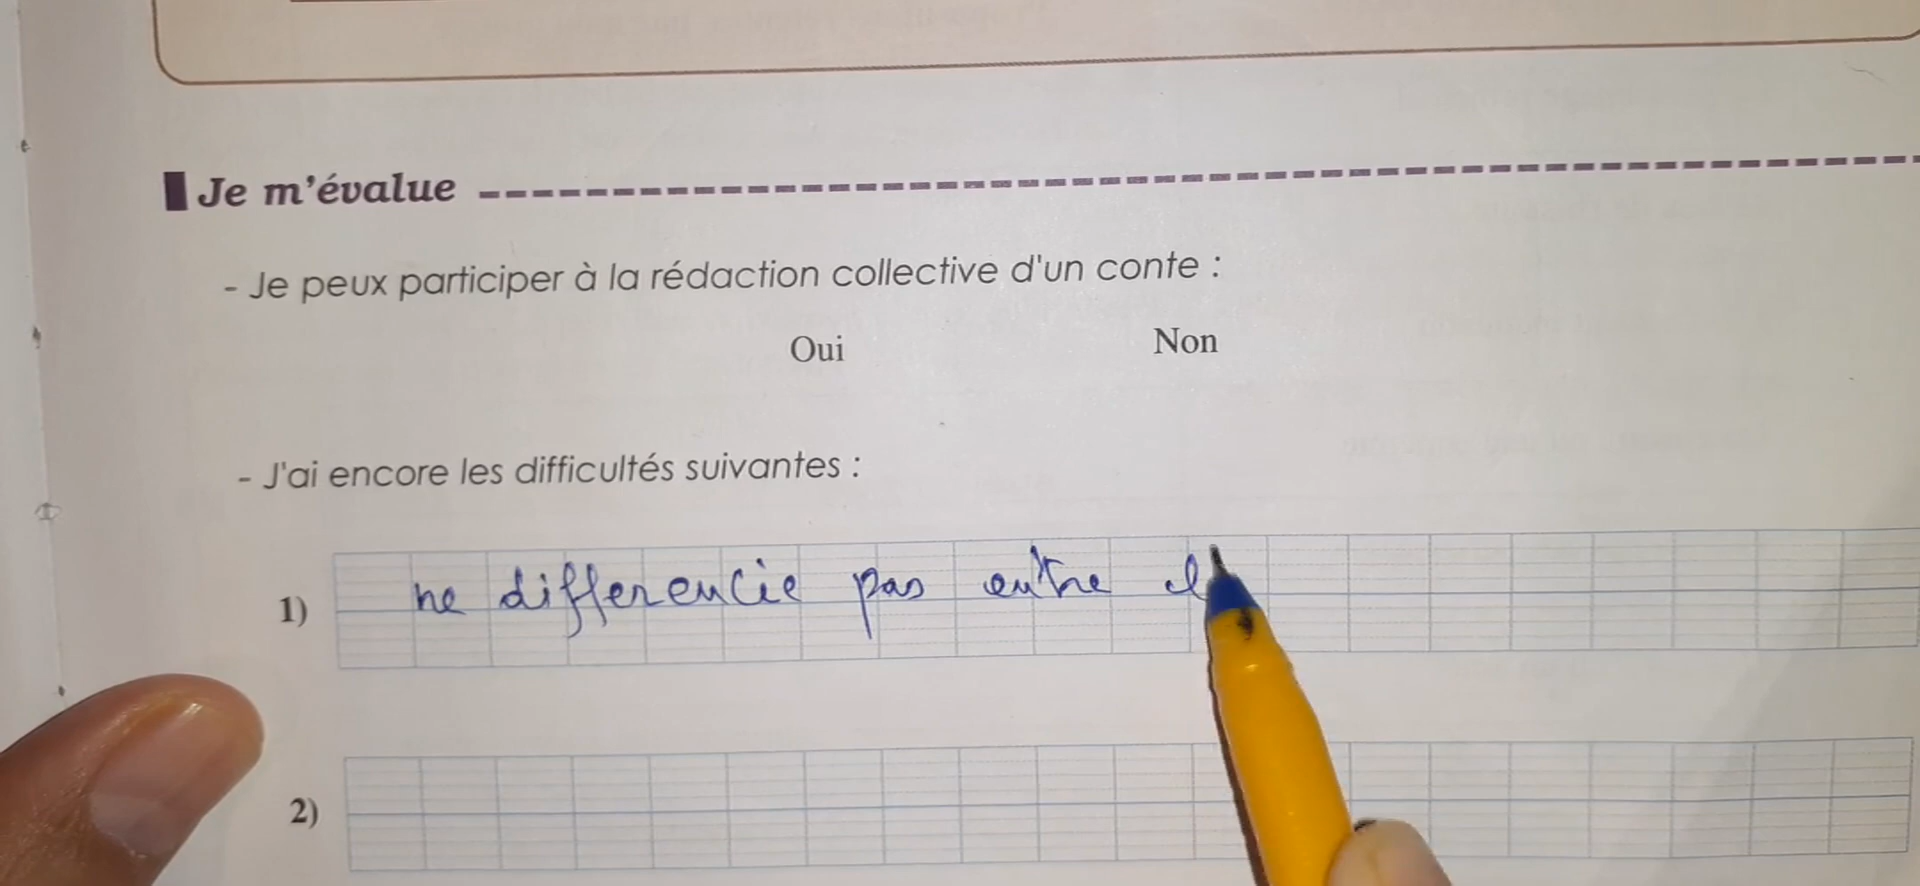 Je m'évalue
- Je peux participer à la rédaction collective d'un conte :
Oui Non
- J'ai encore les difficultés suivantes :
1) ne differencie pas entre
2)